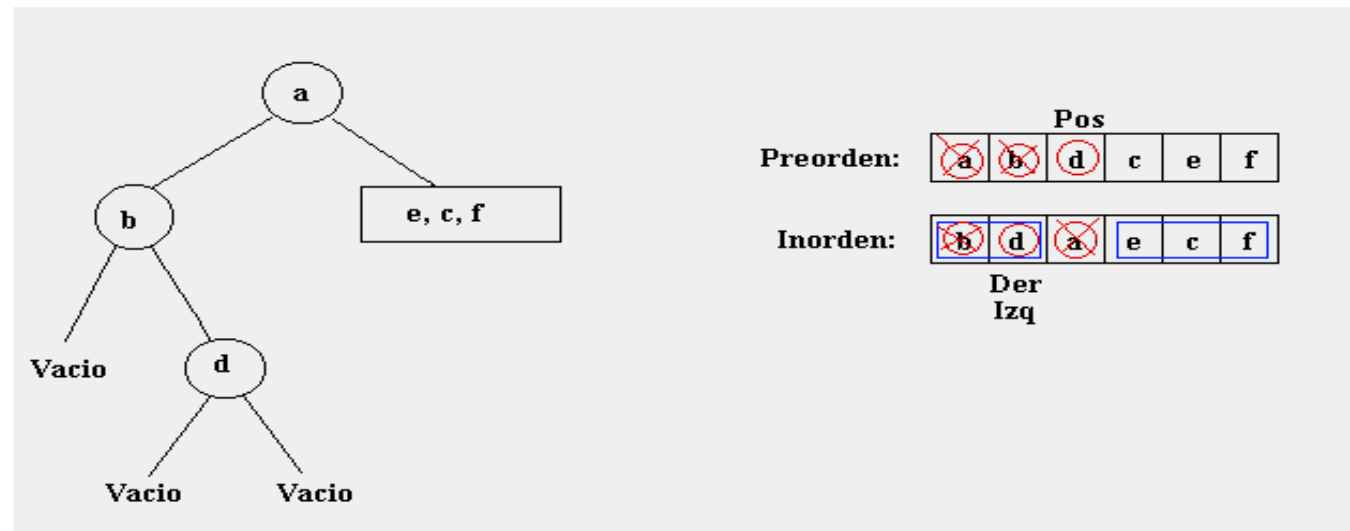 a
Pos
Preorden: a b d c e f
b
e, c, f
Inorden: b d a e c f
Der
Izq
Vacio
d
Vacio Vacio